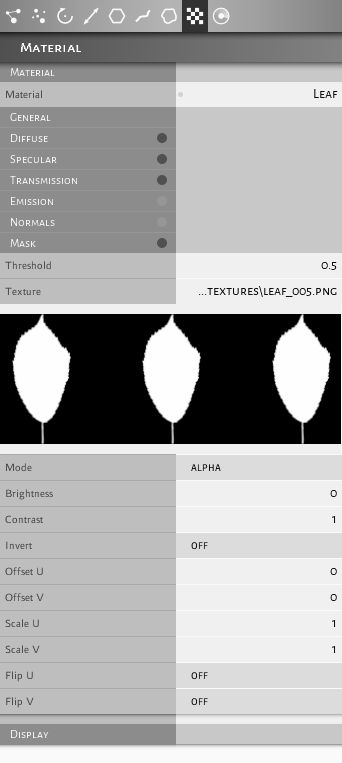 Material
Material
Material Leaf
General
Diffuse
Specular
Transmission
Emission
Normals
Mask
Threshold 0.5
Texture ...textures\leaf_005.png
Mode alpha
Brightness 0
Contrast 1
Invert off
Offset U 0
Offset V 0
Scale U 1
Scale V 1
Flip U off
Flip V off
Display